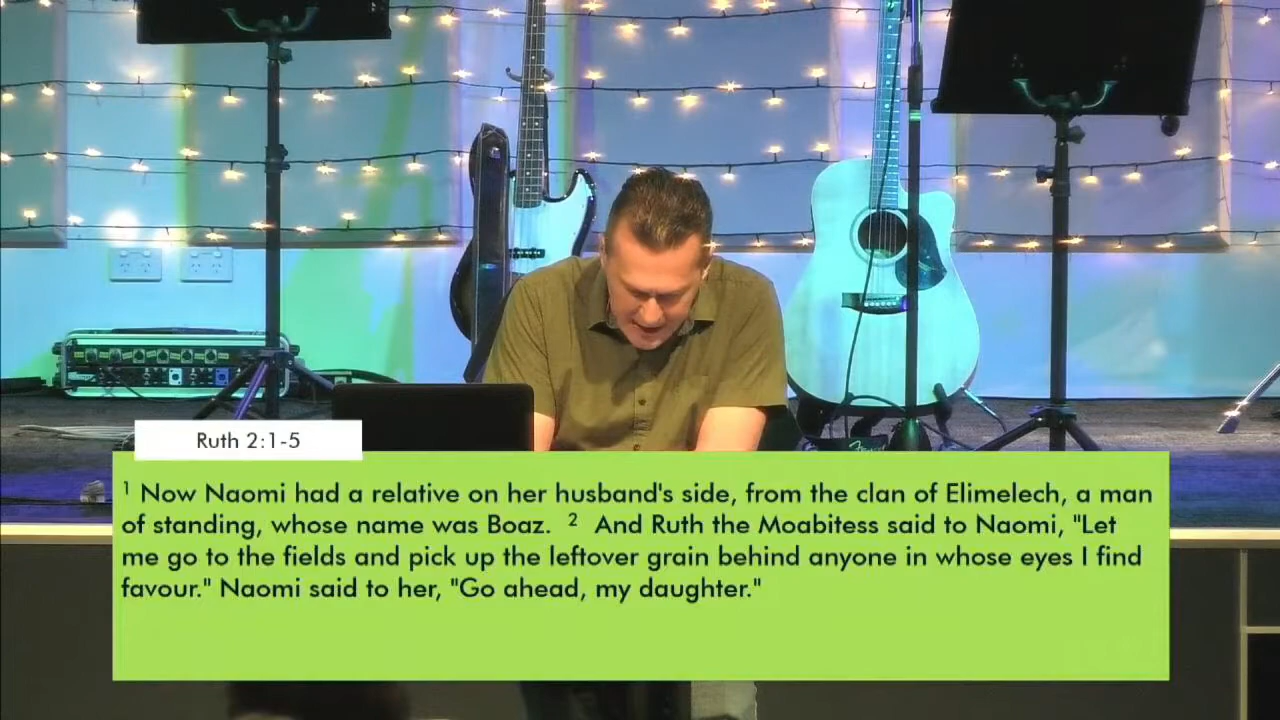 Ruth 2:1-5
1 Now Naomi had a relative on her husband's side, from the clan of Elimelech, a man
of standing, whose name was Boaz. 2 And Ruth the Moabitess said to Naomi, "Let
me go to the fields and pick up the leftover grain behind anyone in whose eyes I find
favour." Naomi said to her, "Go ahead, my daughter."
Fender